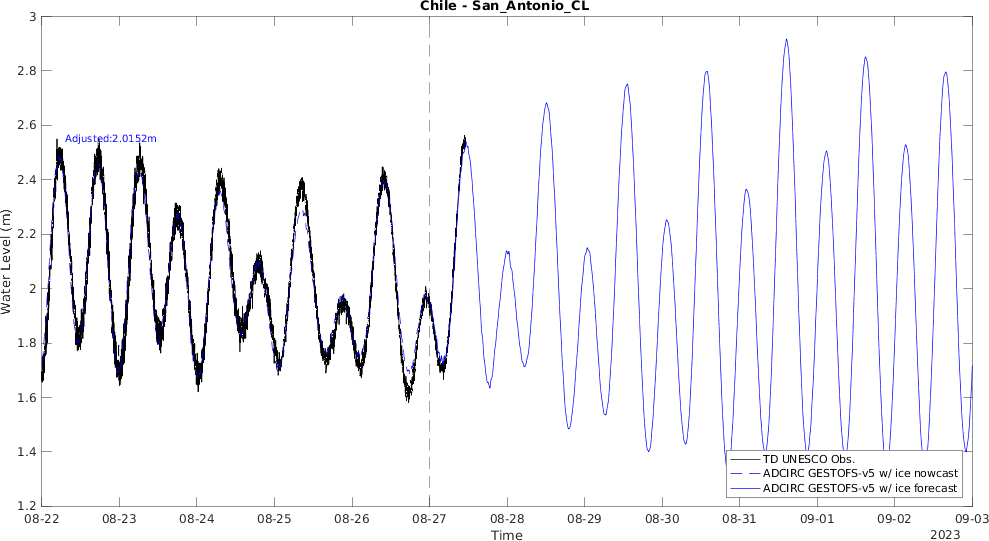 Chile - San_Antonio_CL
3
2.8
2.6
2.4
2.2
2
1.8
1.6
1.4
1.2
Water Level (m)
Adjusted:2.0152m
TD UNESCO Obs.
ADCIRC GESTOFS-v5 w/ ice nowcast
ADCIRC GESTOFS-v5 w/ ice forecast
08-22 08-23 08-24 08-25 08-26 08-27 08-28 08-29 08-30 08-31 09-01 09-02 09-03
Time
2023